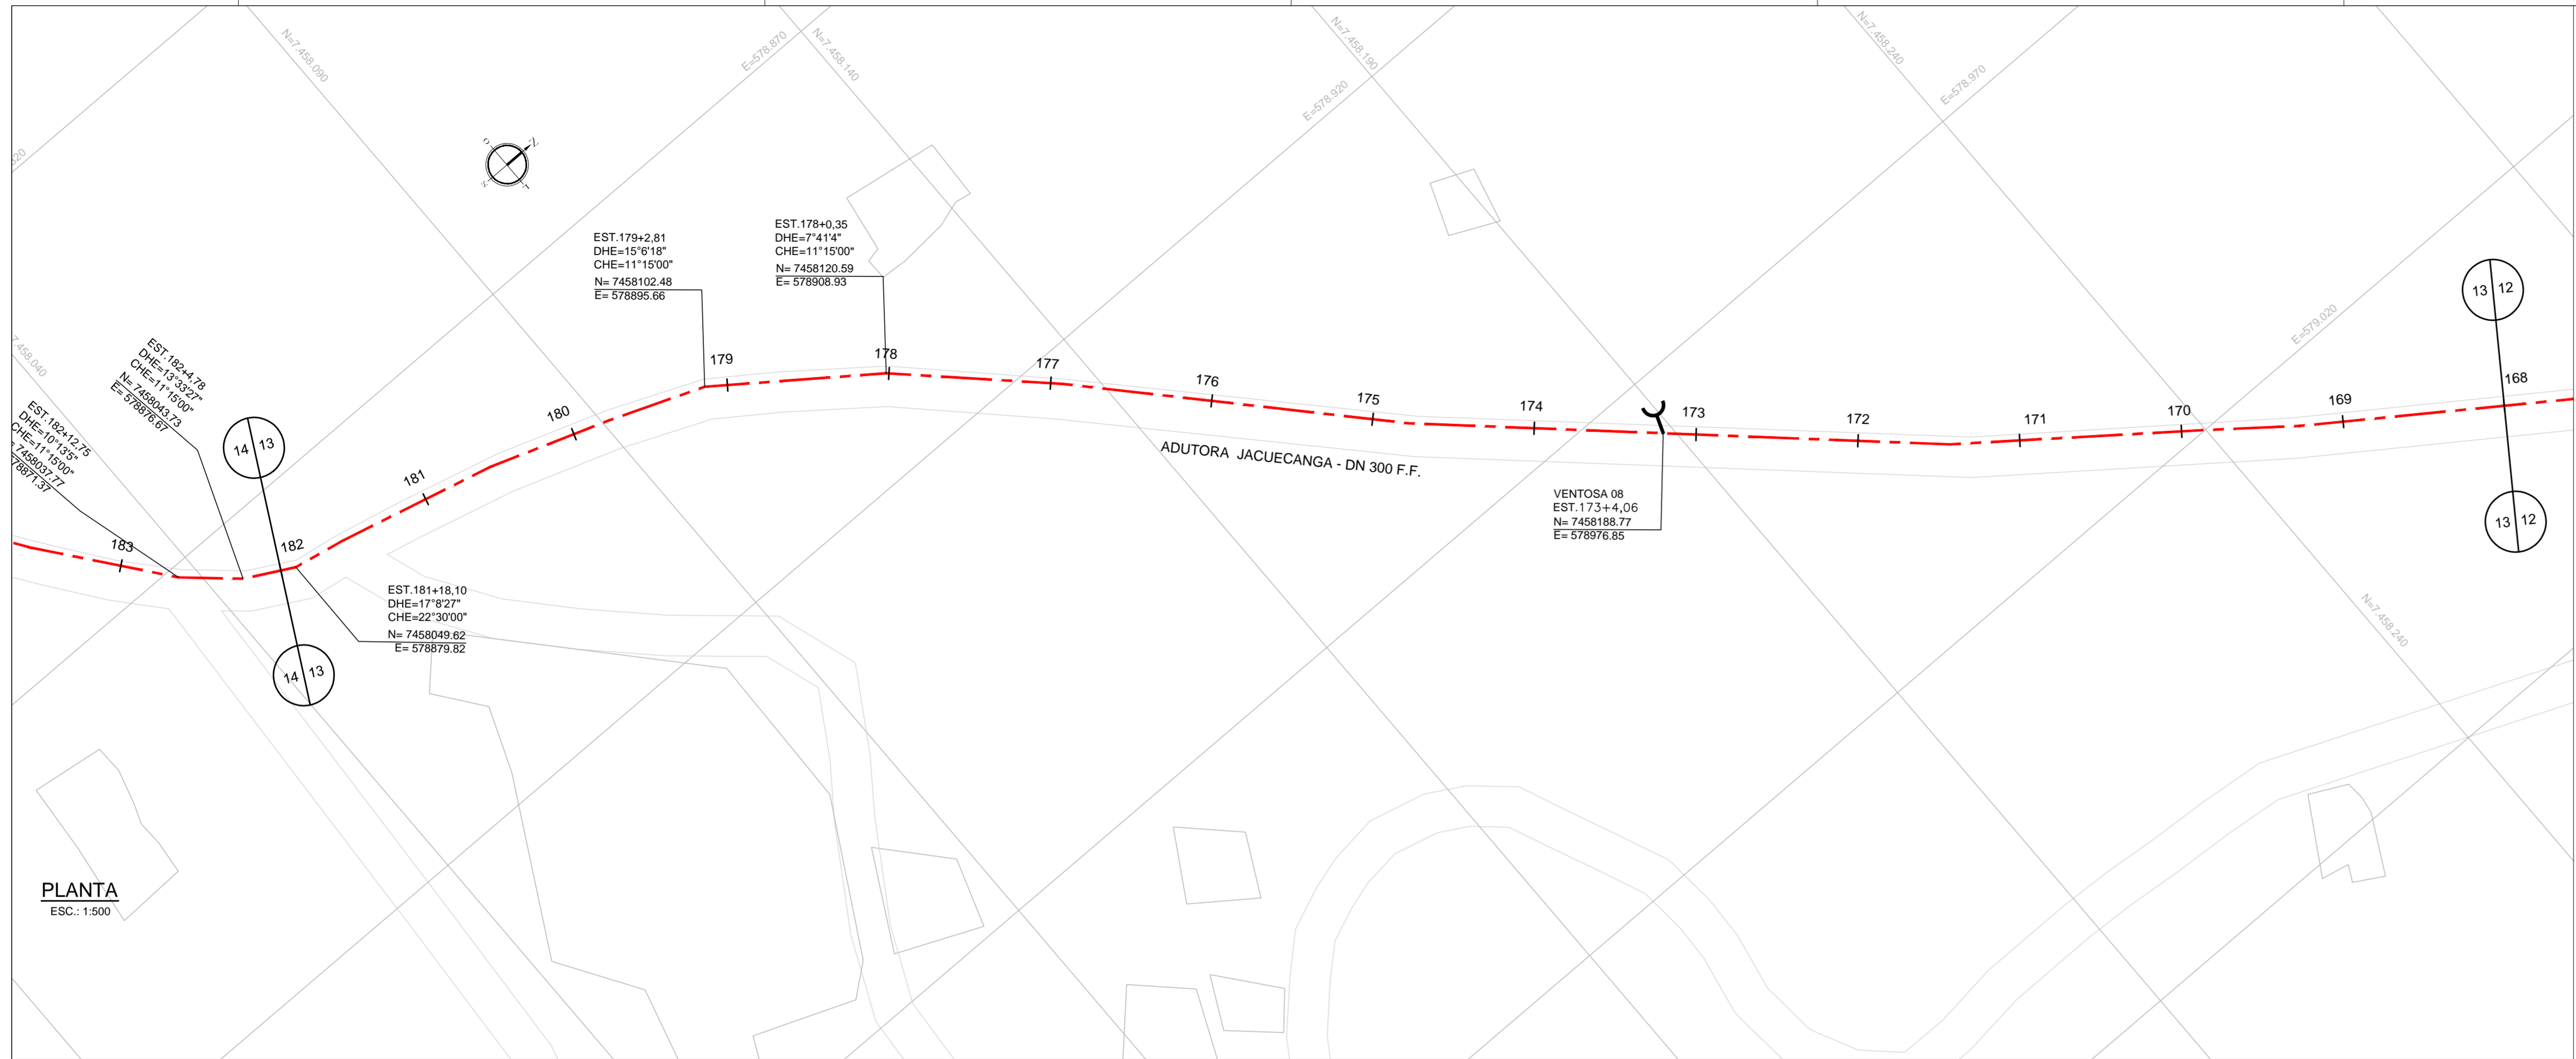 N=7.458.090
E=578.870
N=7.458.140
N=7.458.190
E=578.920
N=7.458.240
E=578.970
N
O
S
L
EST.179+2,81
DHE=15°6'18"
CHE=11°15'00"
N= 7458102.48
E= 578895.66
EST.178+0,35
DHE=7°41'4"
CHE=11°15'00"
N= 7458120.59
E= 578908.93
13 12
E=579.020
7.458.040
EST.182+4,78
DHE=13°33'27"
CHE=11°15'00"
N= 7458043.73
E= 578876.67
EST.182+12,75
DHE=10°13'5"
CHE=11°15'00"
= 7458037.77
578871.37
14 13
183
182
181
180
179
178
177
176
175
174
173
172
171
170
169
168
ADUTORA JACUECANGA - DN 300 F.F.
VENTOSA 08
EST.173+4,06
N= 7458188.77
E= 578976.85
13 12
EST.181+18,10
DHE=17°8'27"
CHE=22°30'00"
N= 7458049.62
E= 578879.82
14 13
N=7.458.240
PLANTA
ESC.: 1:500